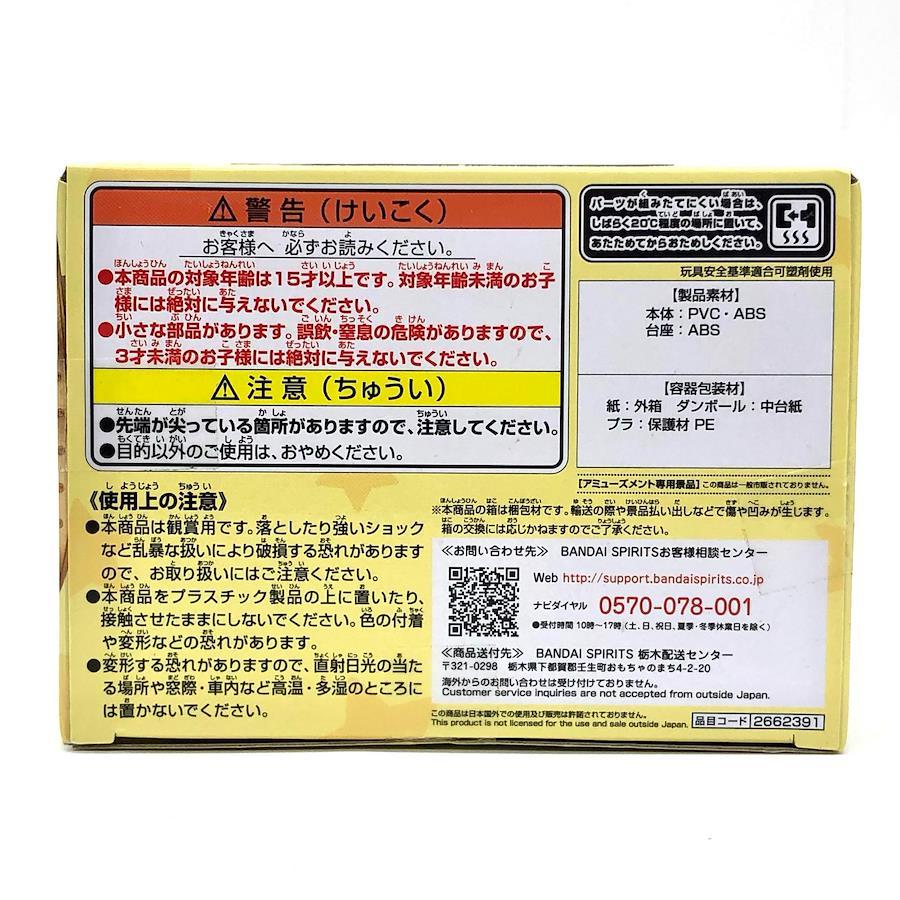 警告（けいこく）
お客様へ 必ずお読みください。
●本商品の対象年齢は15才以上です。対象年齢未満のお子
様には絶対に与えないでください。
●小さな部品があります。誤飲・窒息の危険がありますので、
3才未満のお子様には絶対に与えないでください。
注意（ちゅうい）
●先端が尖っている箇所がありますので、注意してください。
●目的以外のご使用は、おやめください。
《使用上の注意》
●本商品は観賞用です。落としたり強いショック
など乱暴な扱いにより破損する恐れがあります
ので、お取り扱いにはご注意ください。
●本商品をプラスチック製品の上に置いたり、
接触させたままにしないでください。色の付着
や変形などの恐れがあります。
●変形する恐れがありますので、直射日光の当た
る場所や窓際・車内など高温・多湿のところに
は置かないでください。
パーツが組みたてにくい場合は、
しばらく20℃程度の場所に置いて、
あたためてからおためしください。
玩具安全基準適合可塑剤使用
【製品素材】
本体：PVC・ABS
台座：ABS
【容器包装材】
紙：外箱 ダンボール：中台紙
プラ：保護材 PE
【アミューズメント専用景品】この商品は一般市販されておりません。
※本商品の箱は梱包材です。輸送の際や景品払い出しなどで傷や凹みが生じます。
箱の交換には応じかねますのでご了承ください。
≪お問い合わせ先≫ BANDAI SPIRITSお客様相談センター
Web http://support.bandaispirits.co.jp
ナビダイヤル 0570-078-001
●受付時間 10時〜17時（土、日、祝日、夏季・冬季休業日を除く）
≪商品送付先≫ BANDAI SPIRITS 栃木配送センター
〒321-0298 栃木県下都賀郡壬生町おもちゃのまち4-2-20
海外からのお問い合わせは受け付けておりません。
Customer service inquiries are not accepted from outside Japan.
この商品は日本国外での使用及び販売は許諾されておりません。
This product is not licensed for the use and sale outside Japan.
品目コード 2662391